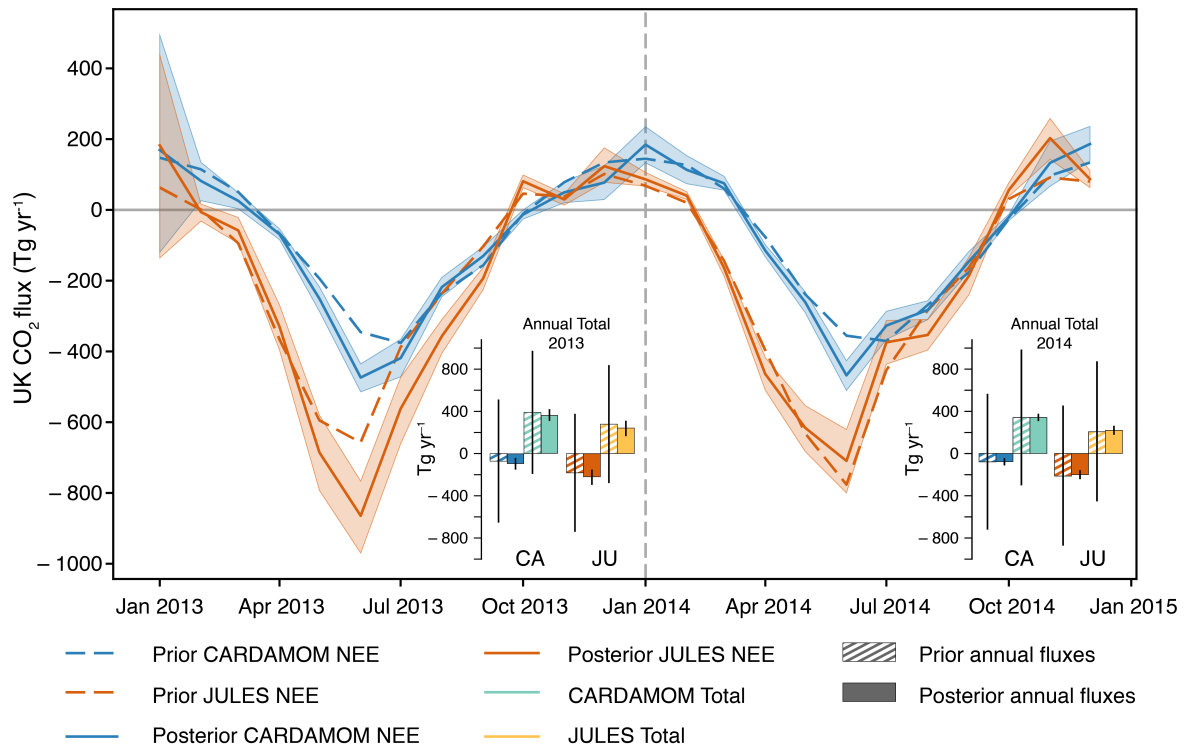 UK CO2 flux (Tg yr−1)
400
200
0
− 200
− 400
− 600
− 800
− 1000
Annual Total
2013
Tg yr−1
800
400
0
− 400
− 800
CA
JU
Annual Total
2014
Tg yr−1
800
400
0
− 400
− 800
CA
JU
Jan 2013
Apr 2013
Jul 2013
Oct 2013
Jan 2014
Apr 2014
Jul 2014
Oct 2014
Jan 2015
Prior CARDAMOM NEE
Prior JULES NEE
Posterior CARDAMOM NEE
Posterior JULES NEE
CARDAMOM Total
JULES Total
Prior annual fluxes
Posterior annual fluxes